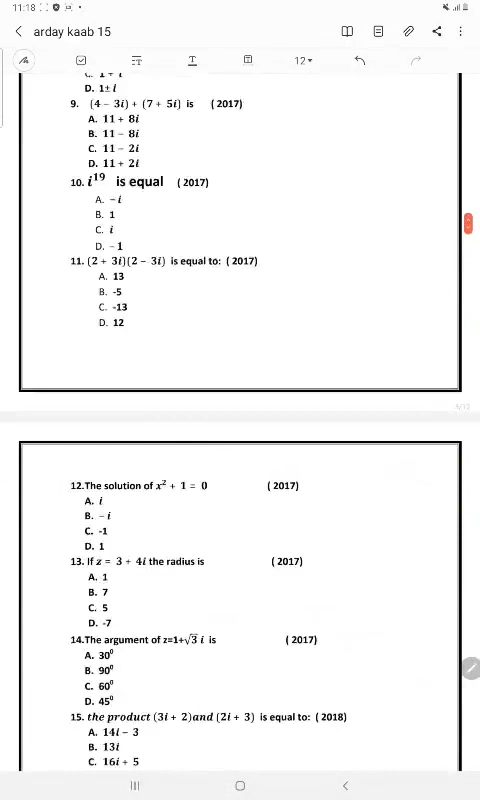 11:18
arday kaab 15
T
T
T
12
C. 1 + i
D. 1± i
9. (4 − 3i) + (7 + 5i) is ( 2017)
A. 11 + 8i
B. 11 − 8i
C. 11 − 2i
D. 11 + 2i
10. i¹⁹ is equal ( 2017)
A. − i
B. 1
C. i
D. − 1
11. (2 + 3i)(2 − 3i) is equal to: ( 2017)
A. 13
B. -5
C. -13
D. 12
5/12
12.The solution of x² + 1 = 0 ( 2017)
A. i
B. − i
C. -1
D. 1
13. If z = 3 + 4i the radius is ( 2017)
A. 1
B. 7
C. 5
D. -7
14.The argument of z=1+√3 i is ( 2017)
A. 30⁰
B. 90⁰
C. 60⁰
D. 45⁰
15. the product (3i + 2)and (2i + 3) is equal to: ( 2018)
A. 14i − 3
B. 13i
C. 16i + 5